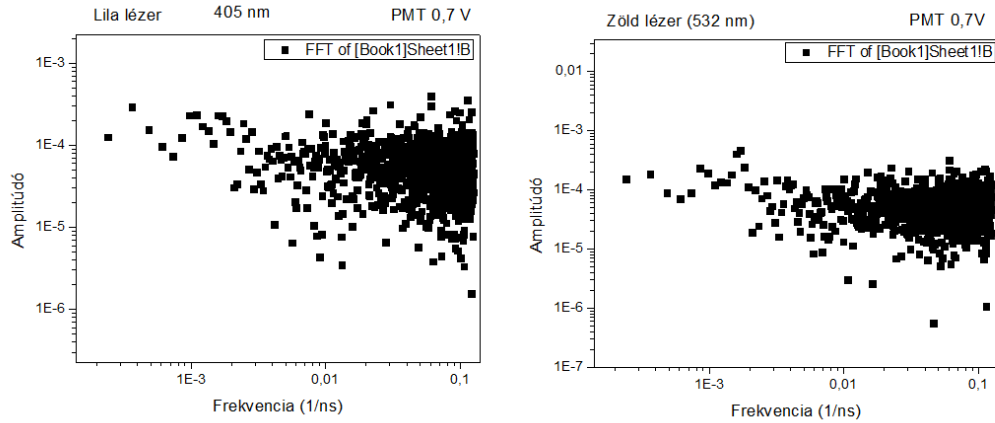 Lila lézer 405 nm PMT 0,7 V
FFT of [Book1]Sheet1!B
1E-3
1E-4
1E-5
1E-6
Amplitúdó
1E-3 0,01 0,1
Frekvencia (1/ns)
Zöld lézer (532 nm) PMT 0,7V
FFT of [Book1]Sheet1!B
0,01
1E-3
1E-4
1E-5
1E-6
1E-7
Amplitúdó
1E-3 0,01 0,1
Frekvencia (1/ns)